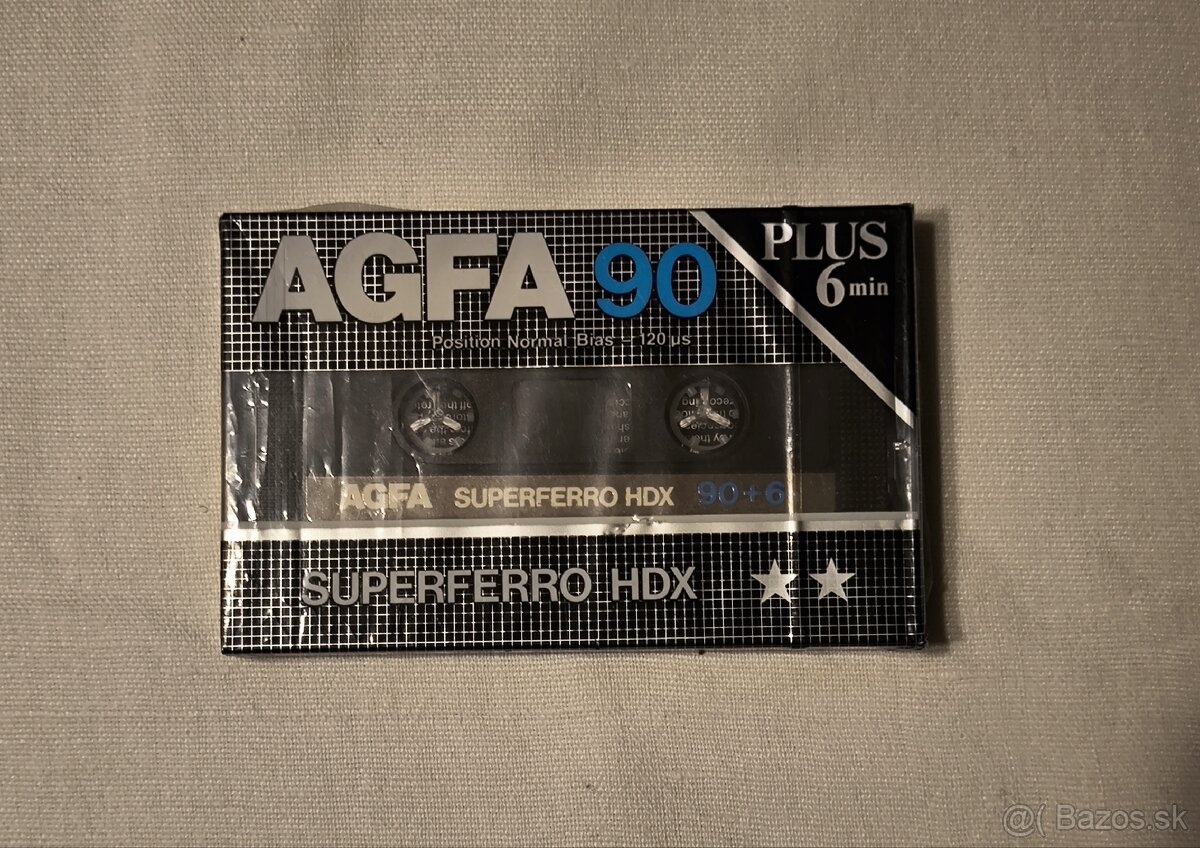 AGFA 90
PLUS
6 min
Position Normal Bias – 120 µs
AGFA SUPERFERRO HDX 90+6
SUPERFERRO HDX
@( Bazos.sk